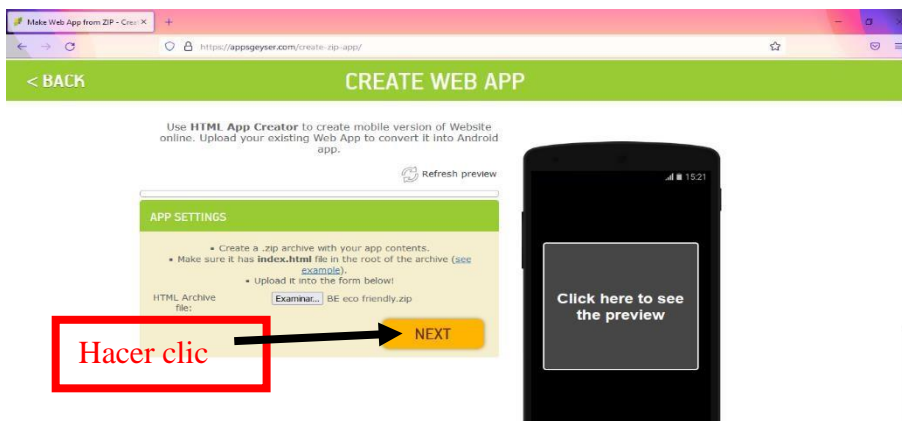 Make Web App from ZIP - Crea
https://appsgeyser.com/create-zip-app/
< BACK
CREATE WEB APP
Use HTML App Creator to create mobile version of Website
online. Upload your existing Web App to convert it into Android
app.
Refresh preview
15:21
APP SETTINGS
• Create a .zip archive with your app contents.
• Make sure it has index.html file in the root of the archive (see
example).
• Upload it into the form below!
HTML Archive
file:
Examinar... BE eco friendly.zip
NEXT
Hacer clic
Click here to see
the preview